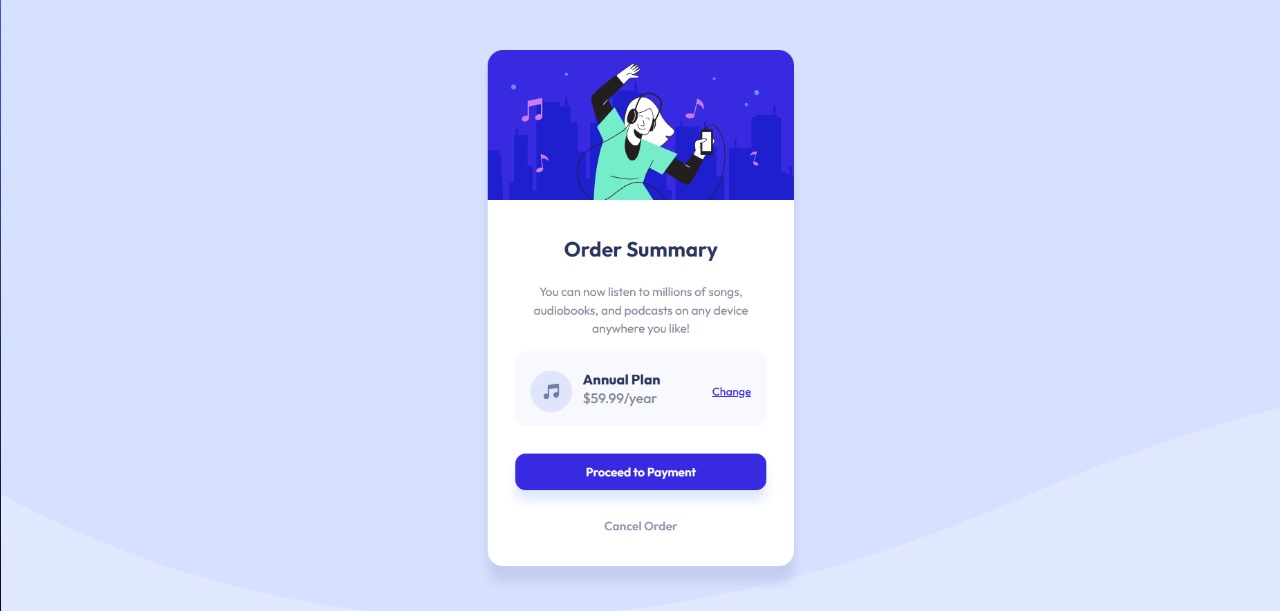 Order Summary
You can now listen to millions of songs,
audiobooks, and podcasts on any device
anywhere you like!
Annual Plan
$59.99/year
Change
Proceed to Payment
Cancel Order